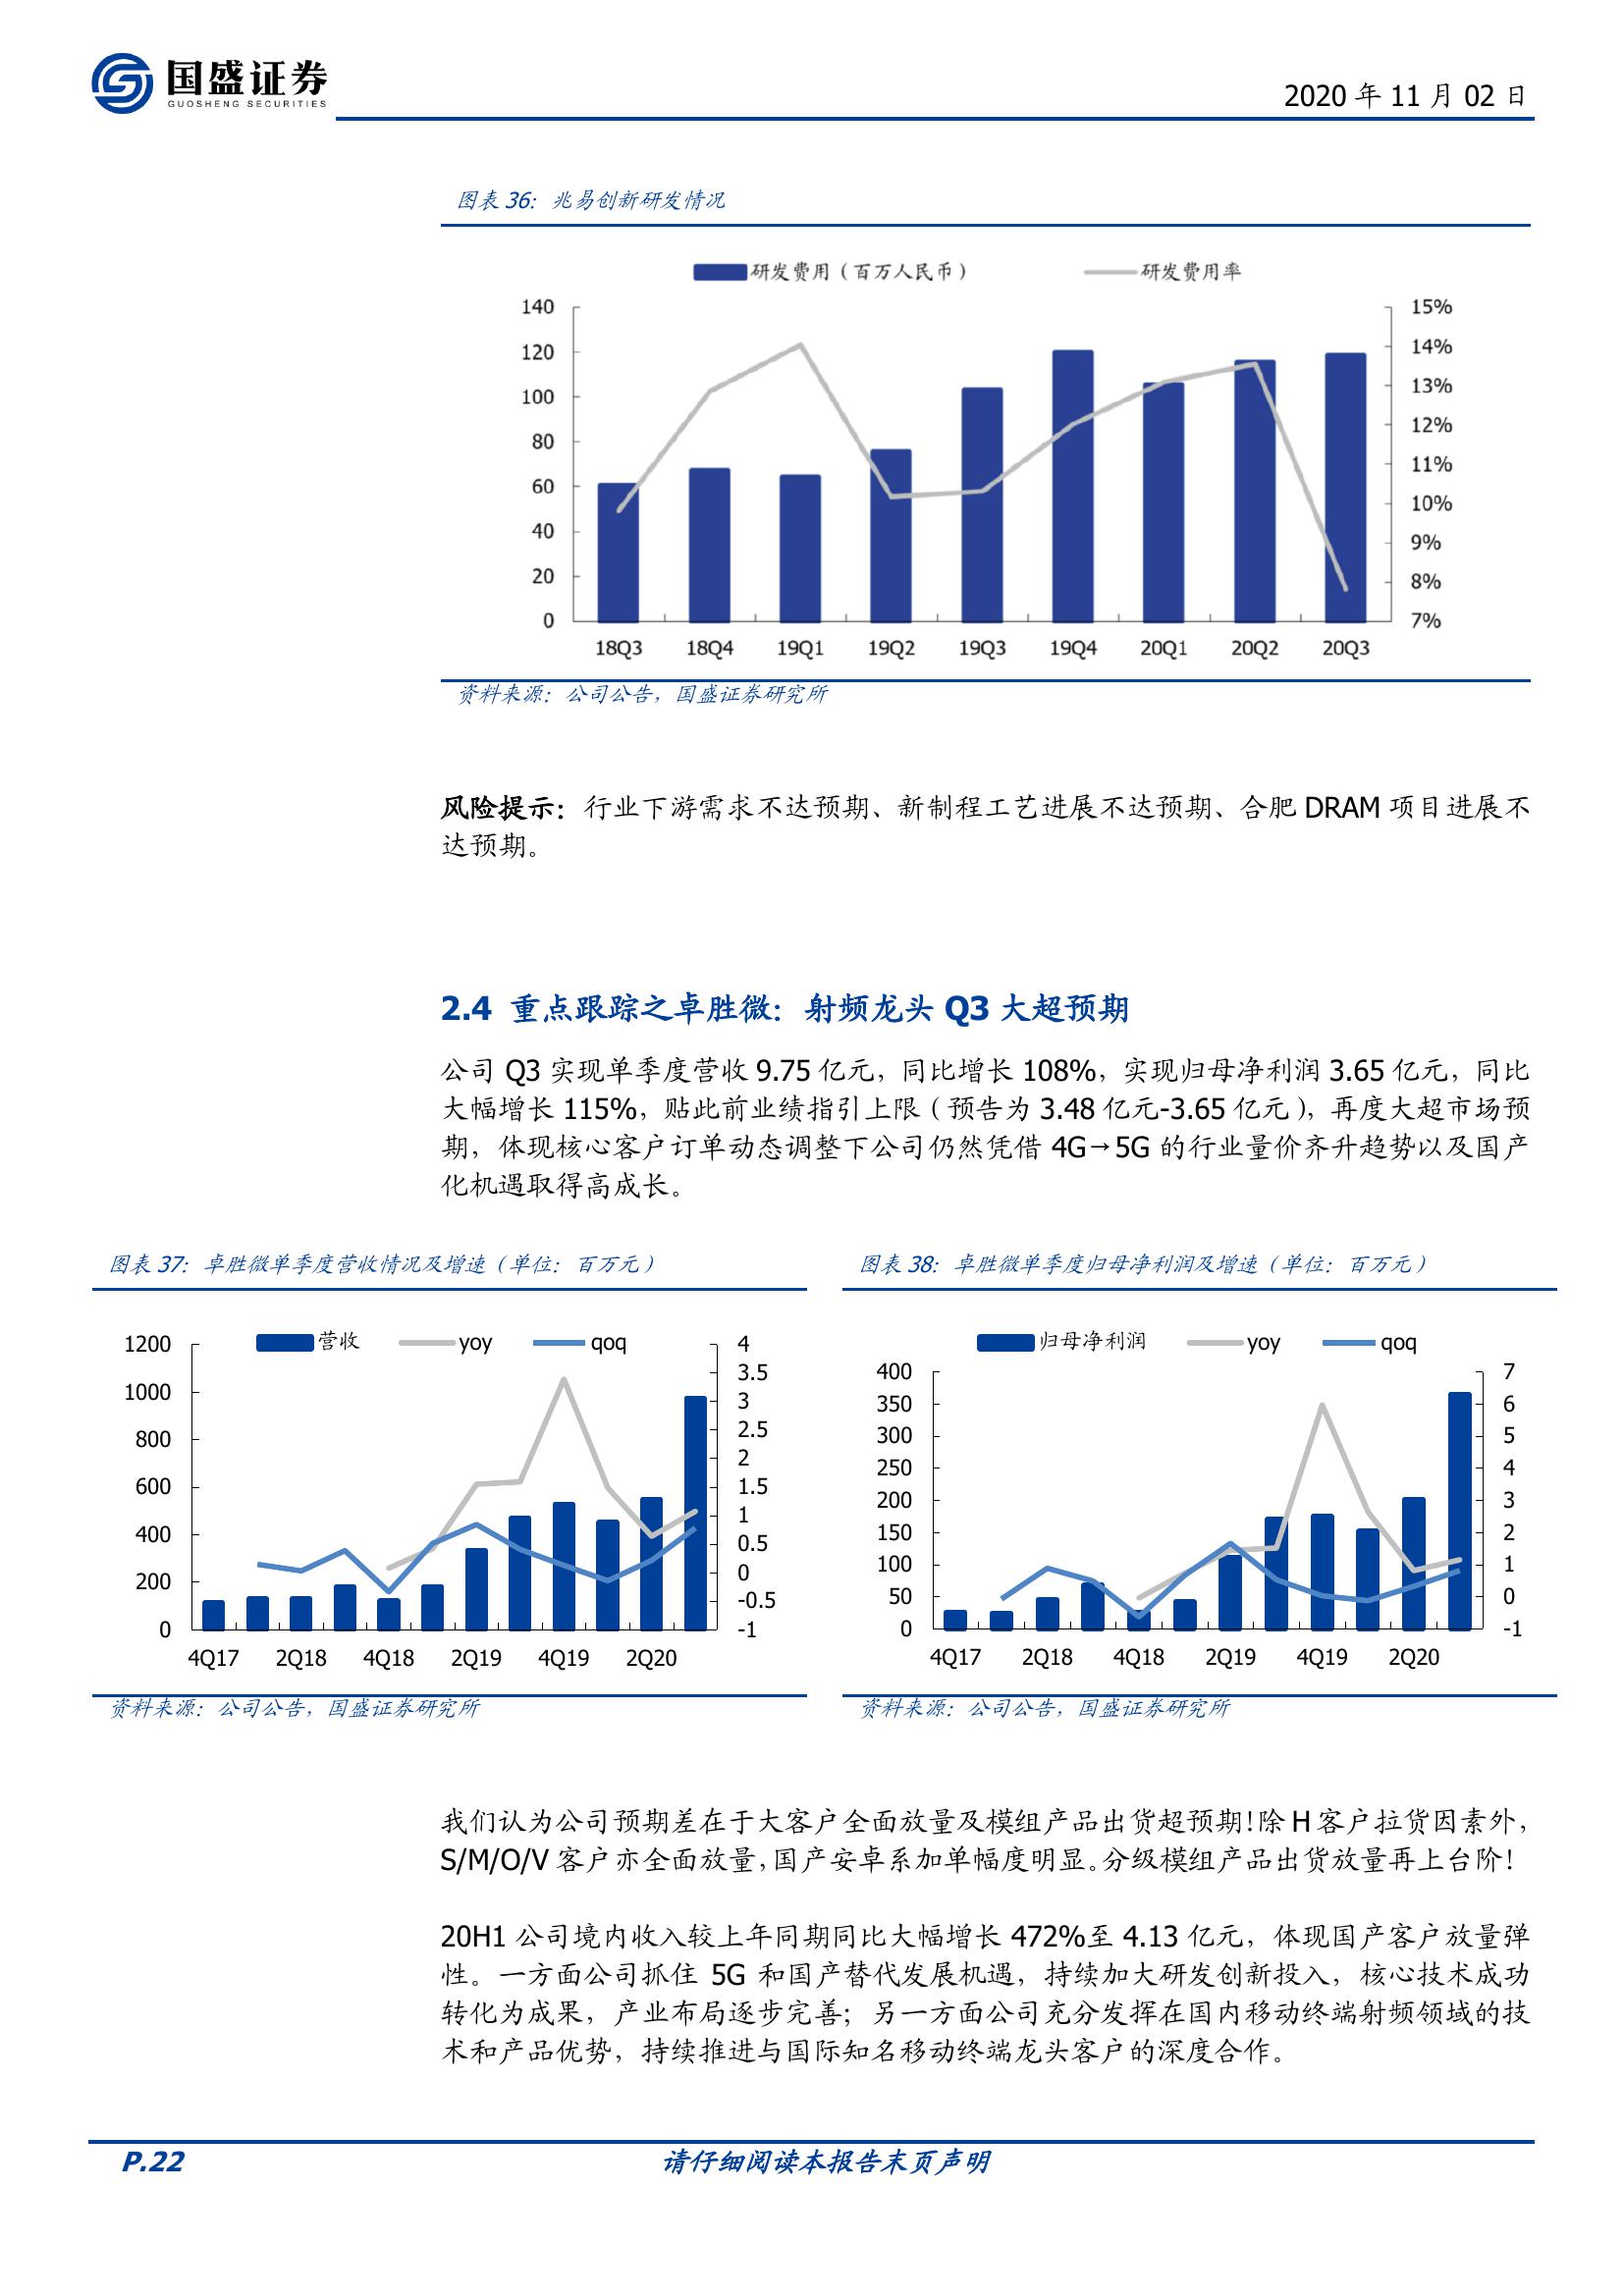 国盛证券
GUOSHENG SECURITIES
2020 年 11 月 02 日
图表 36：兆易创新研发情况
研发费用（百万人民币）
研发费用率
140
120
100
80
60
40
20
0
15%
14%
13%
12%
11%
10%
9%
8%
7%
18Q3 18Q4 19Q1 19Q2 19Q3 19Q4 20Q1 20Q2 20Q3
资料来源：公司公告，国盛证券研究所
风险提示：行业下游需求不达预期、新制程工艺进展不达预期、合肥 DRAM 项目进展不
达预期。
2.4 重点跟踪之卓胜微：射频龙头 Q3 大超预期
公司 Q3 实现单季度营收 9.75 亿元，同比增长 108%，实现归母净利润 3.65 亿元，同比
大幅增长 115%，贴此前业绩指引上限（预告为 3.48 亿元-3.65 亿元），再度大超市场预
期，体现核心客户订单动态调整下公司仍然凭借 4G→5G 的行业量价齐升趋势以及国产
化机遇取得高成长。
图表 37：卓胜微单季度营收情况及增速（单位：百万元）
营收 yoy qoq
1200
1000
800
600
400
200
0
4
3.5
3
2.5
2
1.5
1
0.5
0
-0.5
-1
4Q17 2Q18 4Q18 2Q19 4Q19 2Q20
资料来源：公司公告，国盛证券研究所
图表 38：卓胜微单季度归母净利润及增速（单位：百万元）
归母净利润 yoy qoq
400
350
300
250
200
150
100
50
0
7
6
5
4
3
2
1
0
-1
4Q17 2Q18 4Q18 2Q19 4Q19 2Q20
资料来源：公司公告，国盛证券研究所
我们认为公司预期差在于大客户全面放量及模组产品出货超预期！除 H 客户拉货因素外，
S/M/O/V 客户亦全面放量，国产安卓系加单幅度明显。分级模组产品出货放量再上台阶！
20H1 公司境内收入较上年同期同比大幅增长 472%至 4.13 亿元，体现国产客户放量弹
性。一方面公司抓住 5G 和国产替代发展机遇，持续加大研发创新投入，核心技术成功
转化为成果，产业布局逐步完善；另一方面公司充分发挥在国内移动终端射频领域的技
术和产品优势，持续推进与国际知名移动终端龙头客户的深度合作。
P.22
请仔细阅读本报告末页声明